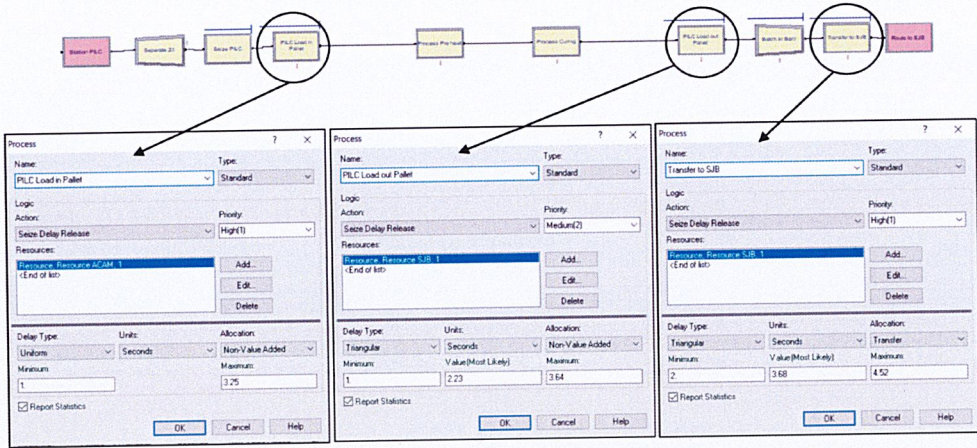 Station PILC
Separate 23
Seize PILC
PILC Load in Pallet
Process Pre heat
Process Curing
PILC Load out Pallet
Batch in Born
Transfer to SJB
Route to SJB
Process ? ×
Name: Type:
PILC Load in Pallet Standard
Logic
Action: Priority:
Seize Delay Release High(1)
Resources:
Resource, Resource ACAM, 1
<End of list>
Add...
Edit...
Delete
Delay Type: Units: Allocation:
Uniform Seconds Non-Value Added
Minimum: Maximum:
1 3.25
Report Statistics
OK Cancel Help
Process ? ×
Name: Type:
PILC Load out Pallet Standard
Logic
Action: Priority:
Seize Delay Release Medium(2)
Resources:
Resource, Resource SJB, 1
<End of list>
Add...
Edit...
Delete
Delay Type: Units: Allocation:
Triangular Seconds Non-Value Added
Minimum: Value (Most Likely): Maximum:
1 2.23 3.64
Report Statistics
OK Cancel Help
Process ? ×
Name: Type:
Transfer to SJB Standard
Logic
Action: Priority:
Seize Delay Release High(1)
Resources:
Resource, Resource SJB, 1
<End of list>
Add...
Edit...
Delete
Delay Type: Units: Allocation:
Triangular Seconds Transfer
Minimum: Value (Most Likely): Maximum:
2 3.68 4.52
Report Statistics
OK Cancel Help